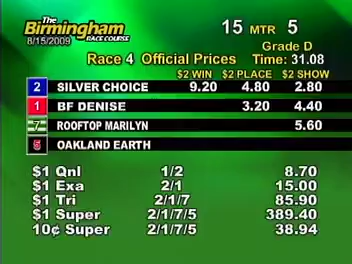 The
Birmingham
RACE COURSE
8/15/2009
15 MTR 5
Grade D
Race 4 Official Prices Time: 31.08
$2 WIN $2 PLACE $2 SHOW
2 SILVER CHOICE 9.20 4.80 2.80
1 BF DENISE 3.20 4.40
7 ROOFTOP MARILYN 5.60
5 OAKLAND EARTH
$1 Qnl 1/2 8.70
$1 Exa 2/1 15.00
$1 Tri 2/1/7 85.90
$1 Super 2/1/7/5 389.40
10¢ Super 2/1/7/5 38.94